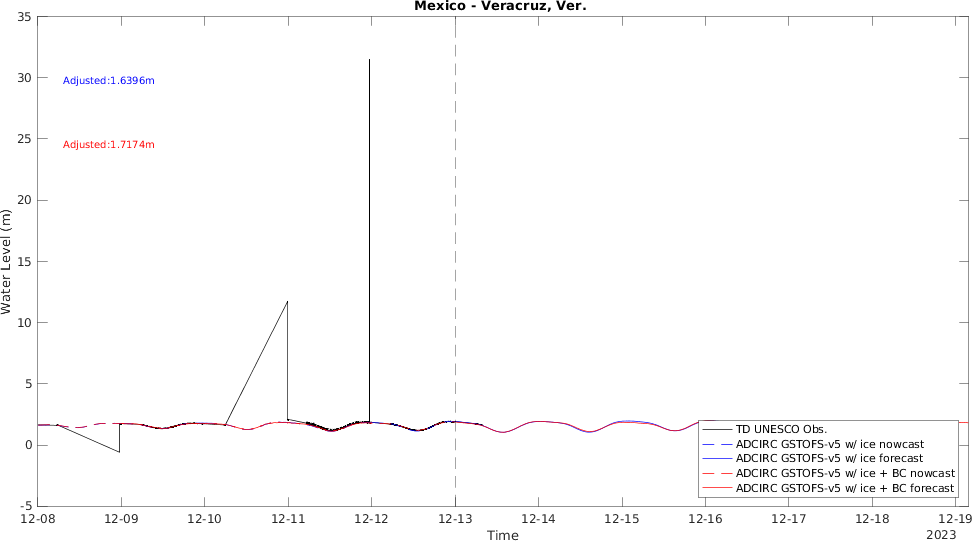 Mexico - Veracruz, Ver.
35
30
25
20
15
10
5
0
-5
Water Level (m)
Adjusted:1.6396m
Adjusted:1.7174m
TD UNESCO Obs.
ADCIRC GSTOFS-v5 w/ ice nowcast
ADCIRC GSTOFS-v5 w/ ice forecast
ADCIRC GSTOFS-v5 w/ ice + BC nowcast
ADCIRC GSTOFS-v5 w/ ice + BC forecast
12-08 12-09 12-10 12-11 12-12 12-13 12-14 12-15 12-16 12-17 12-18 12-19
Time
2023